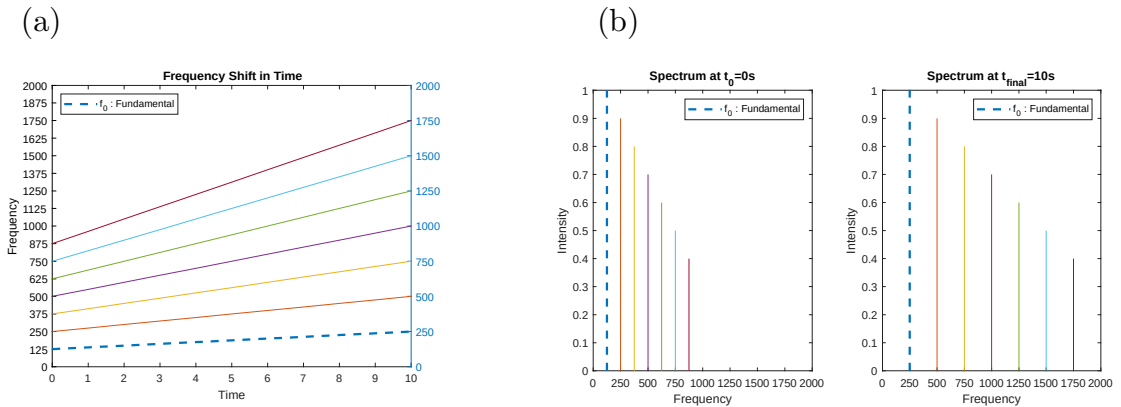 (a)
(b)
Frequency Shift in Time
2000
1875
1750
1625
1500
1375
1250
1125
1000
875
750
625
500
375
250
125
0
Frequency
f0 : Fundamental
2000
1750
1500
1250
1000
750
500
250
0
0 1 2 3 4 5 6 7 8 9 10
Time
Spectrum at t0=0s
1
0.9
0.8
0.7
0.6
0.5
0.4
0.3
0.2
0.1
0
Intensity
f0 : Fundamental
0 250 500 750 1000 1250 1500 1750 2000
Frequency
Spectrum at tfinal=10s
1
0.9
0.8
0.7
0.6
0.5
0.4
0.3
0.2
0.1
0
Intensity
f0 : Fundamental
0 250 500 750 1000 1250 1500 1750 2000
Frequency